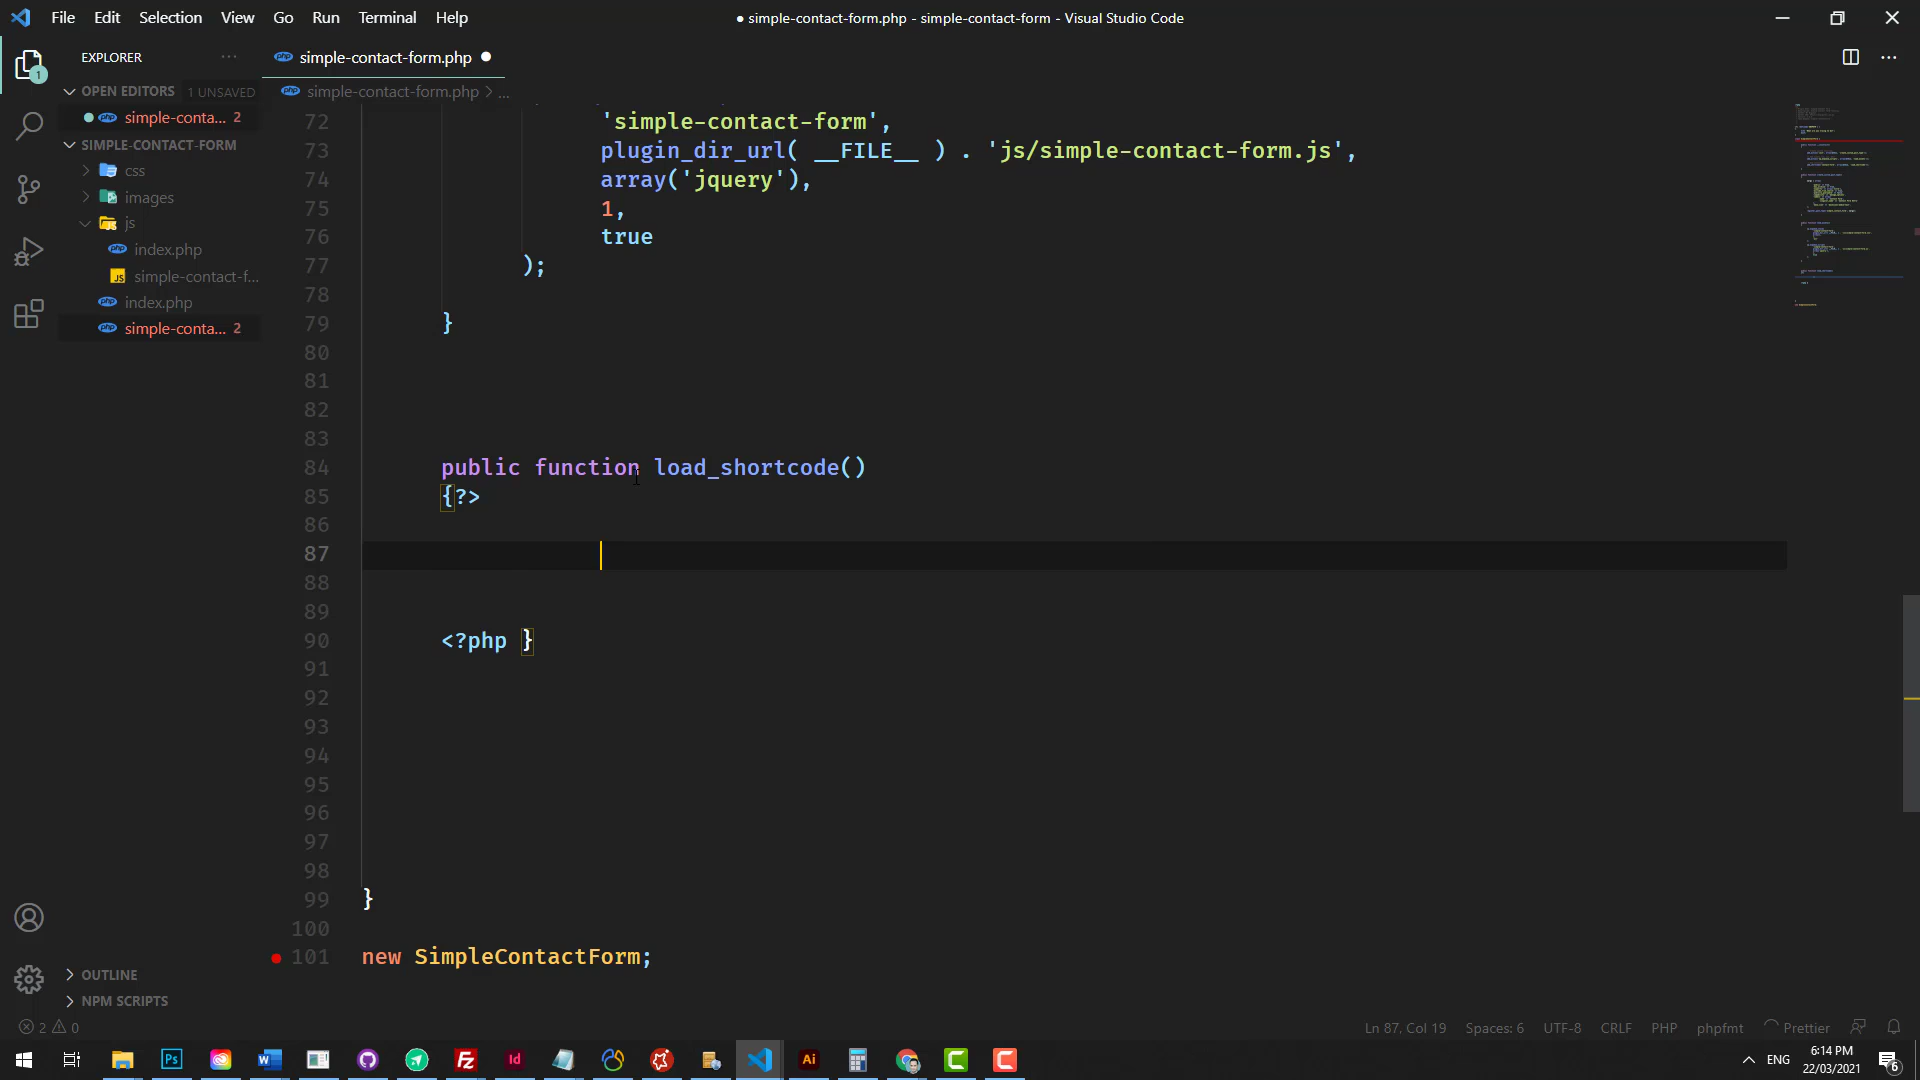 File Edit Selection View Go Run Terminal Help
● simple-contact-form.php - simple-contact-form - Visual Studio Code
EXPLORER
simple-contact-form.php
OPEN EDITORS 1 UNSAVED
simple-contact-form.php > ...
simple-conta... 2
SIMPLE-CONTACT-FORM
css
images
js
index.php
simple-contact-f...
index.php
simple-conta... 2
72 'simple-contact-form',
73 plugin_dir_url( __FILE__ ) . 'js/simple-contact-form.js',
74 array('jquery'),
75 1,
76 true
77 );
78
79 }
80
81
82
83
84 public function load_shortcode()
85 {?>
86
87
88
89
90 <?php }
91
92
93
94
95
96
97
98
99 }
100
101 new SimpleContactForm;
OUTLINE
NPM SCRIPTS
2 0
Ln 87, Col 19 Spaces: 6 UTF-8 CRLF PHP phpfmt Prettier
1
Ps
W
Fz
Id
Ai
C
C
ENG
6:14 PM
22/03/2021
6